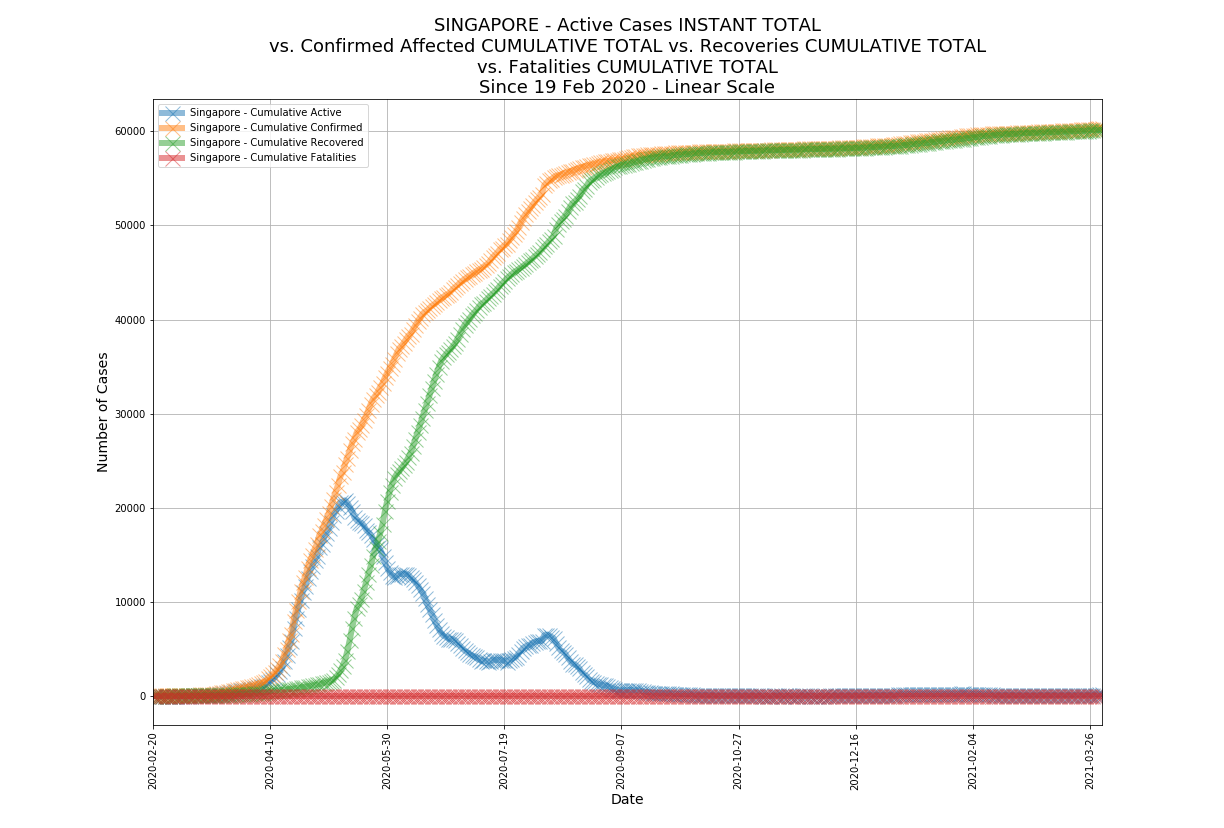 SINGAPORE - Active Cases INSTANT TOTAL
vs. Confirmed Affected CUMULATIVE TOTAL vs. Recoveries CUMULATIVE TOTAL
vs. Fatalities CUMULATIVE TOTAL
Since 19 Feb 2020 - Linear Scale
Singapore - Cumulative Active
Singapore - Cumulative Confirmed
Singapore - Cumulative Recovered
Singapore - Cumulative Fatalities
Number of Cases
60000
50000
40000
30000
20000
10000
0
2020-02-20
2020-04-10
2020-05-30
2020-07-19
2020-09-07
2020-10-27
2020-12-16
2021-02-04
2021-03-26
Date